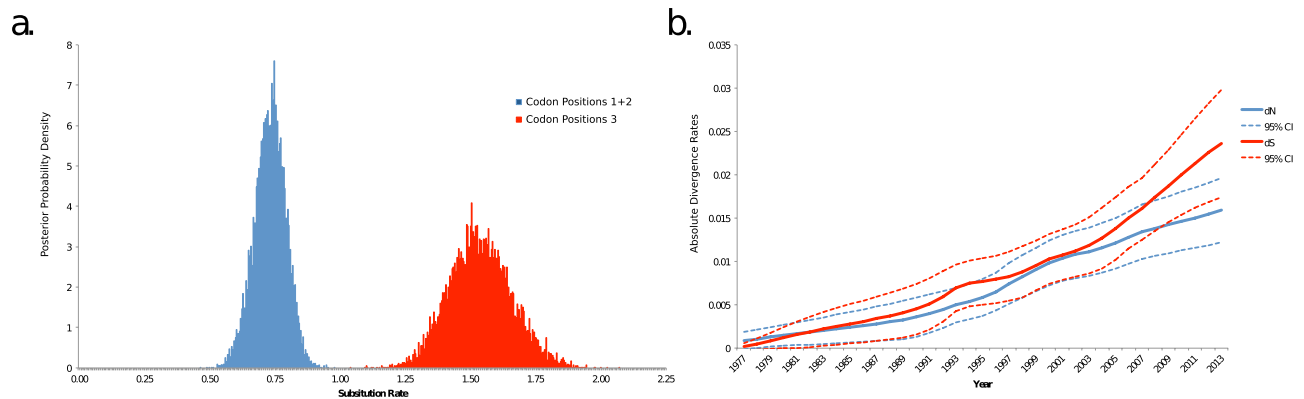 a.
Posterior Probability Density
8
7
6
5
4
3
2
1
0
0.00 0.25 0.50 0.75 1.00 1.25 1.50 1.75 2.00 2.25
Subsitution Rate
Codon Positions 1+2
Codon Positions 3
b.
Absolute Divergence Rates
0.035
0.03
0.025
0.02
0.015
0.01
0.005
0
1977 1979 1981 1983 1985 1987 1989 1991 1993 1995 1997 1999 2001 2003 2005 2007 2009 2011 2013
Year
dN
95% CI
dS
95% CI